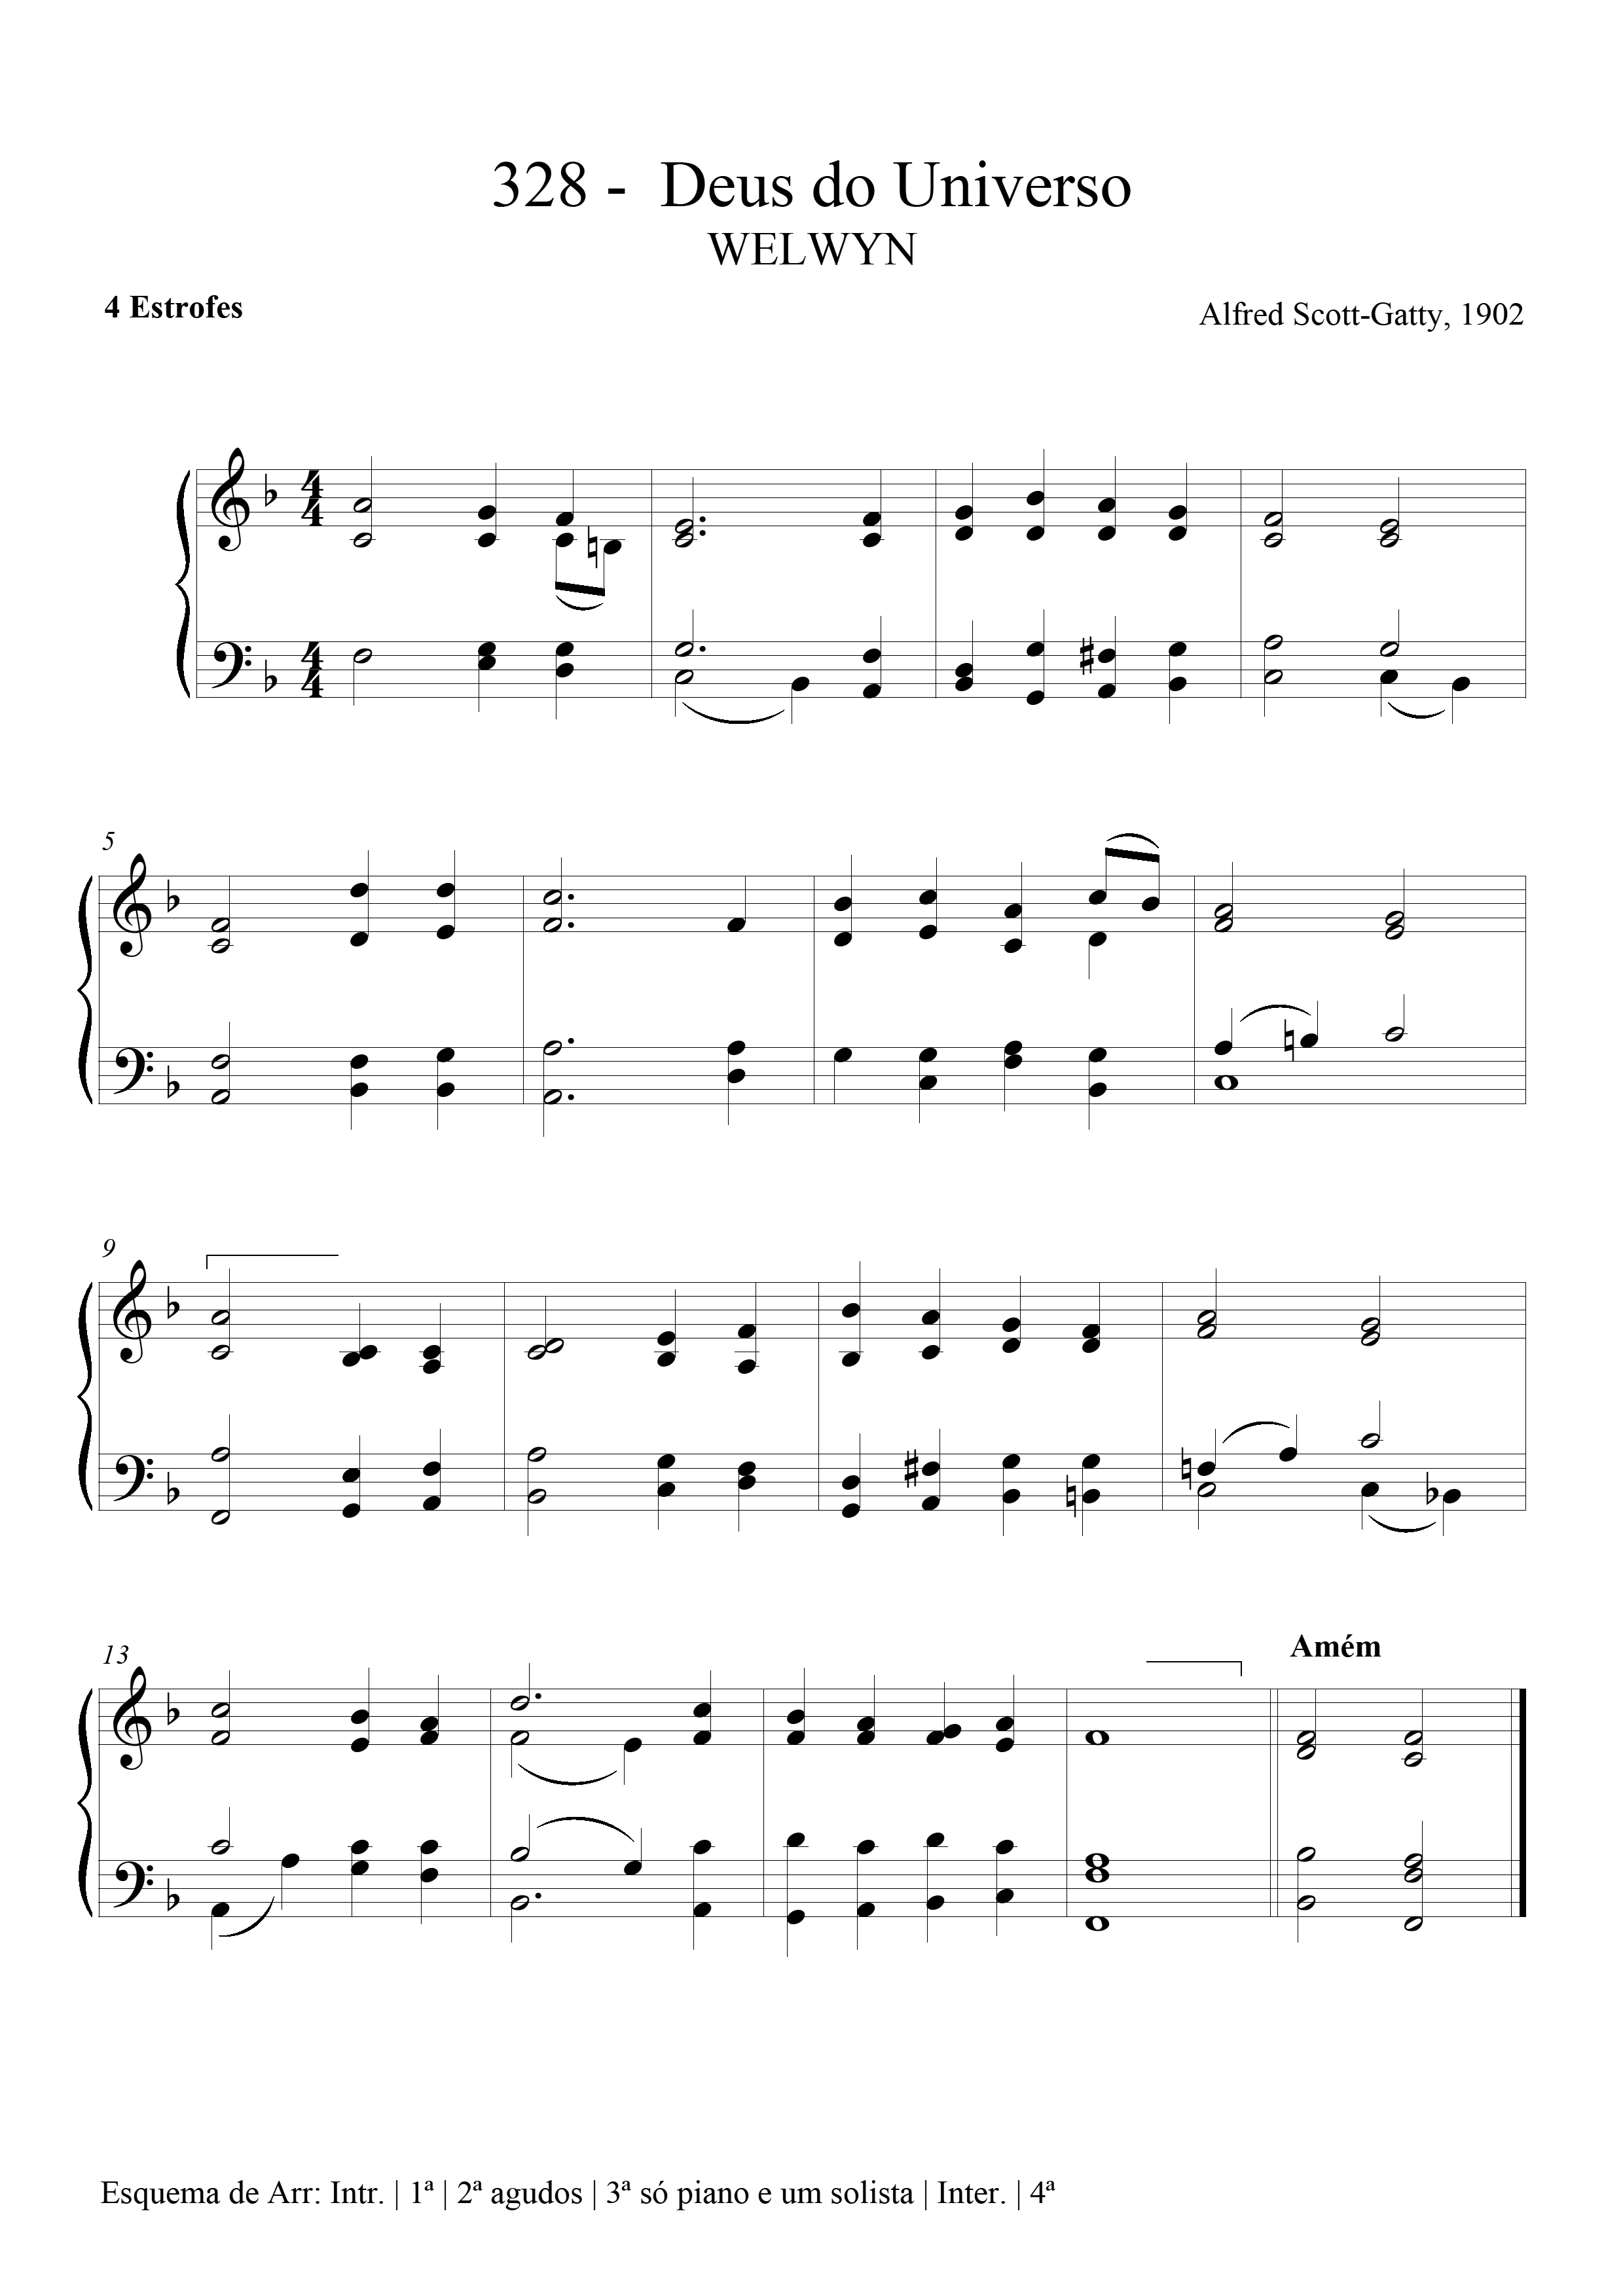 328 - Deus do Universo
WELWYN
4 Estrofes
Alfred Scott-Gatty, 1902
5
9
13
Amém
Esquema de Arr: Intr. | 1ª | 2ª agudos | 3ª só piano e um solista | Inter. | 4ª